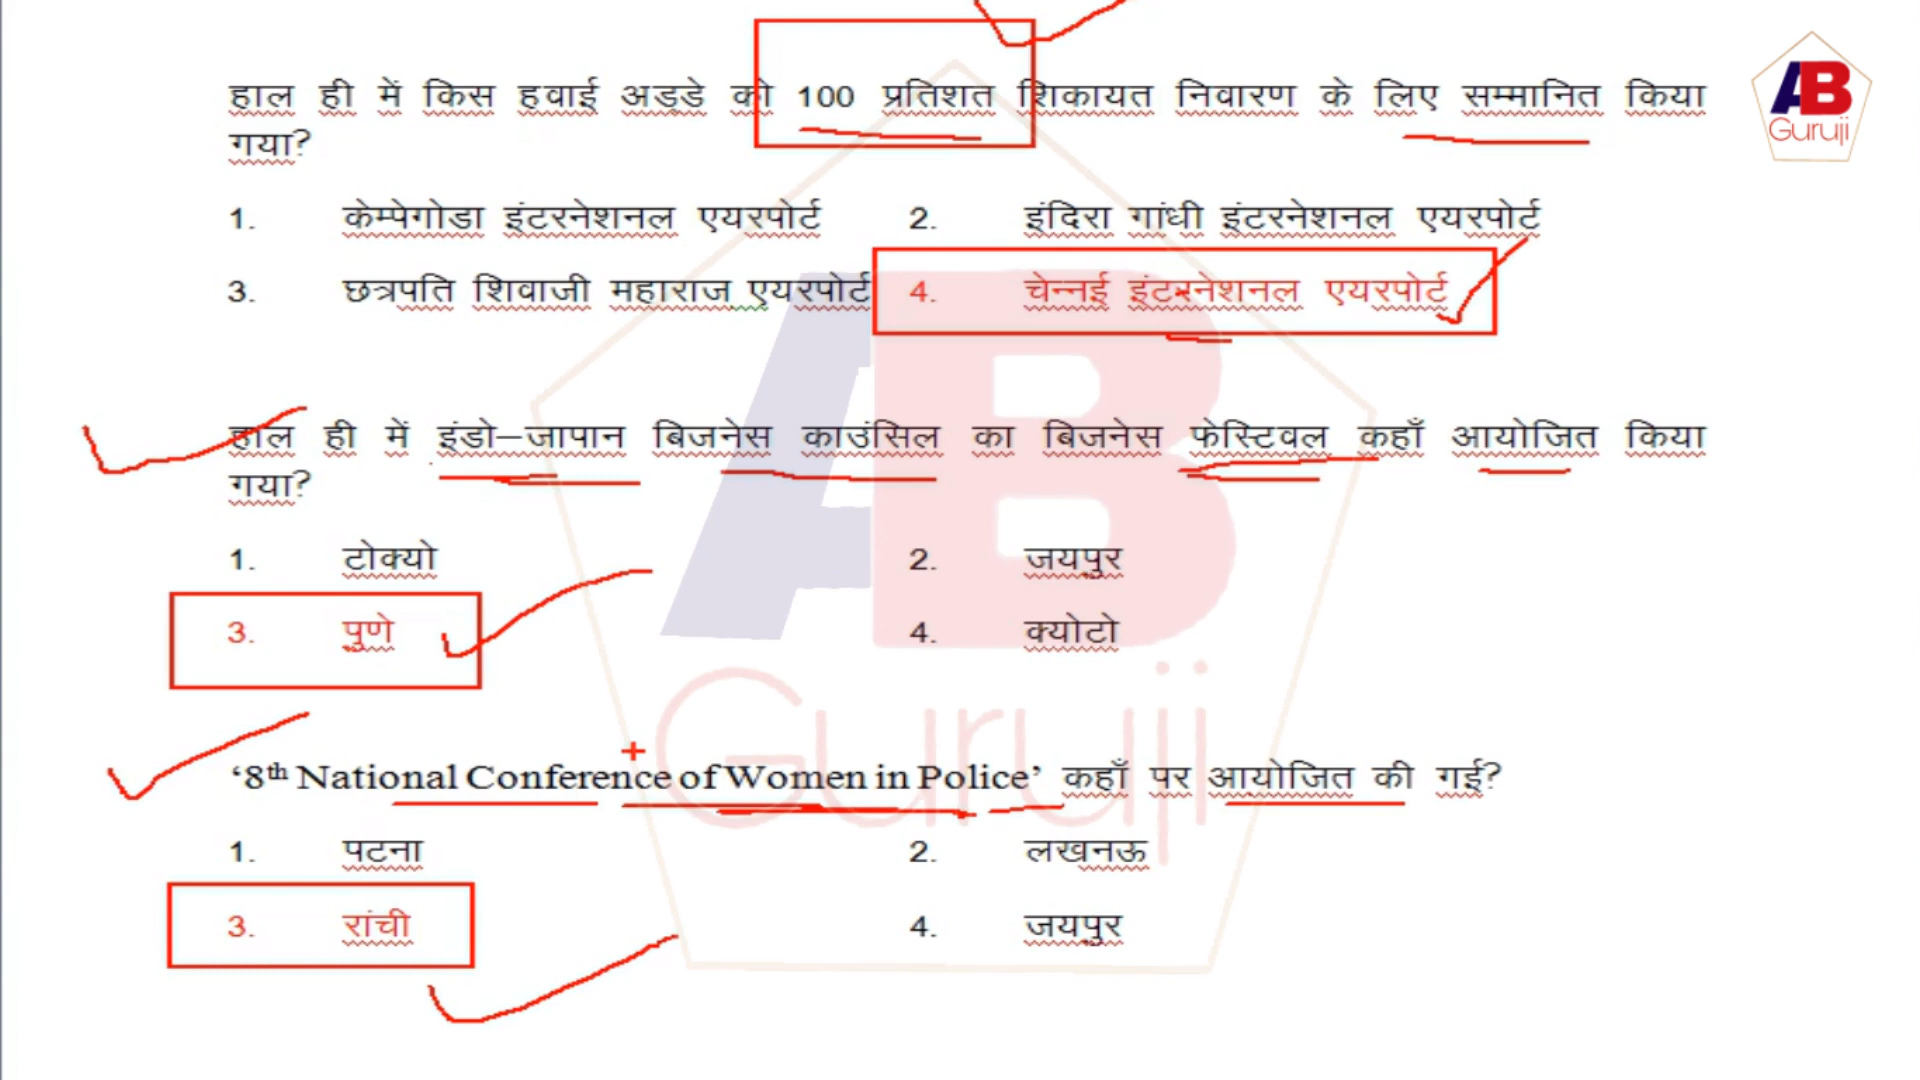 हाल ही में किस हवाई अड्डे को 100 प्रतिशत शिकायत निवारण के लिए सम्मानित किया
गया?
1. केम्पेगोडा इंटरनेशनल एयरपोर्ट 2. इंदिरा गांधी इंटरनेशनल एयरपोर्ट
3. छत्रपति शिवाजी महाराज एयरपोर्ट 4. चेन्नई इंटरनेशनल एयरपोर्ट
हाल ही में इंडो–जापान बिजनेस काउंसिल का बिजनेस फेस्टिवल कहाँ आयोजित किया
गया?
1. टोक्यो 2. जयपुर
3. पुणे 4. क्योटो
‘8th National Conference of Women in Police’ कहाँ पर आयोजित की गई?
1. पटना 2. लखनऊ
3. रांची 4. जयपुर
AB
Guruji
AB
Guruji